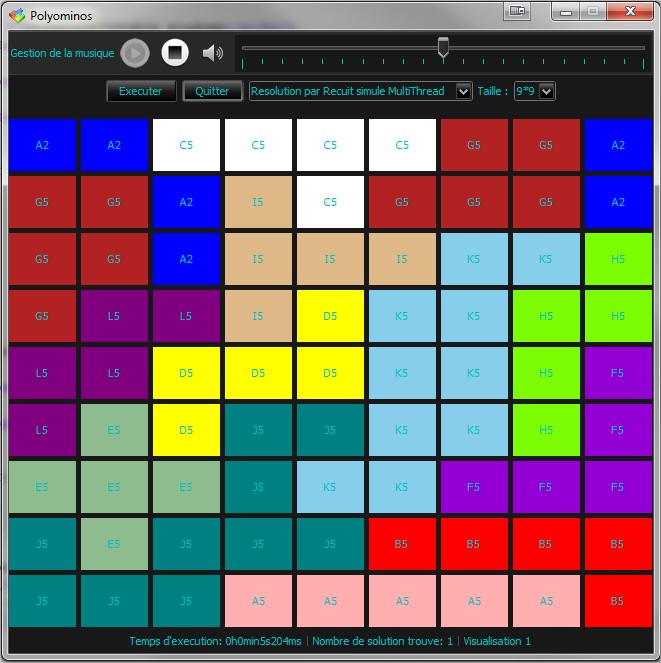 Polyominos
Gestion de la musique
Executer Quitter Resolution par Recuit simule MultiThread Taille : 9*9
A2 A2 C5 C5 C5 C5 G5 G5 A2
G5 G5 A2 I5 C5 G5 G5 G5 A2
G5 G5 A2 I5 I5 I5 K5 K5 H5
G5 L5 L5 I5 D5 K5 K5 H5 H5
L5 L5 D5 D5 D5 K5 K5 H5 F5
L5 E5 D5 J5 J5 K5 K5 H5 F5
E5 E5 E5 J5 K5 K5 F5 F5 F5
J5 E5 J5 J5 J5 B5 B5 B5 B5
J5 J5 J5 A5 A5 A5 A5 A5 B5
Temps d'execution: 0h0min5s204ms | Nombre de solution trouve: 1 | Visualisation 1